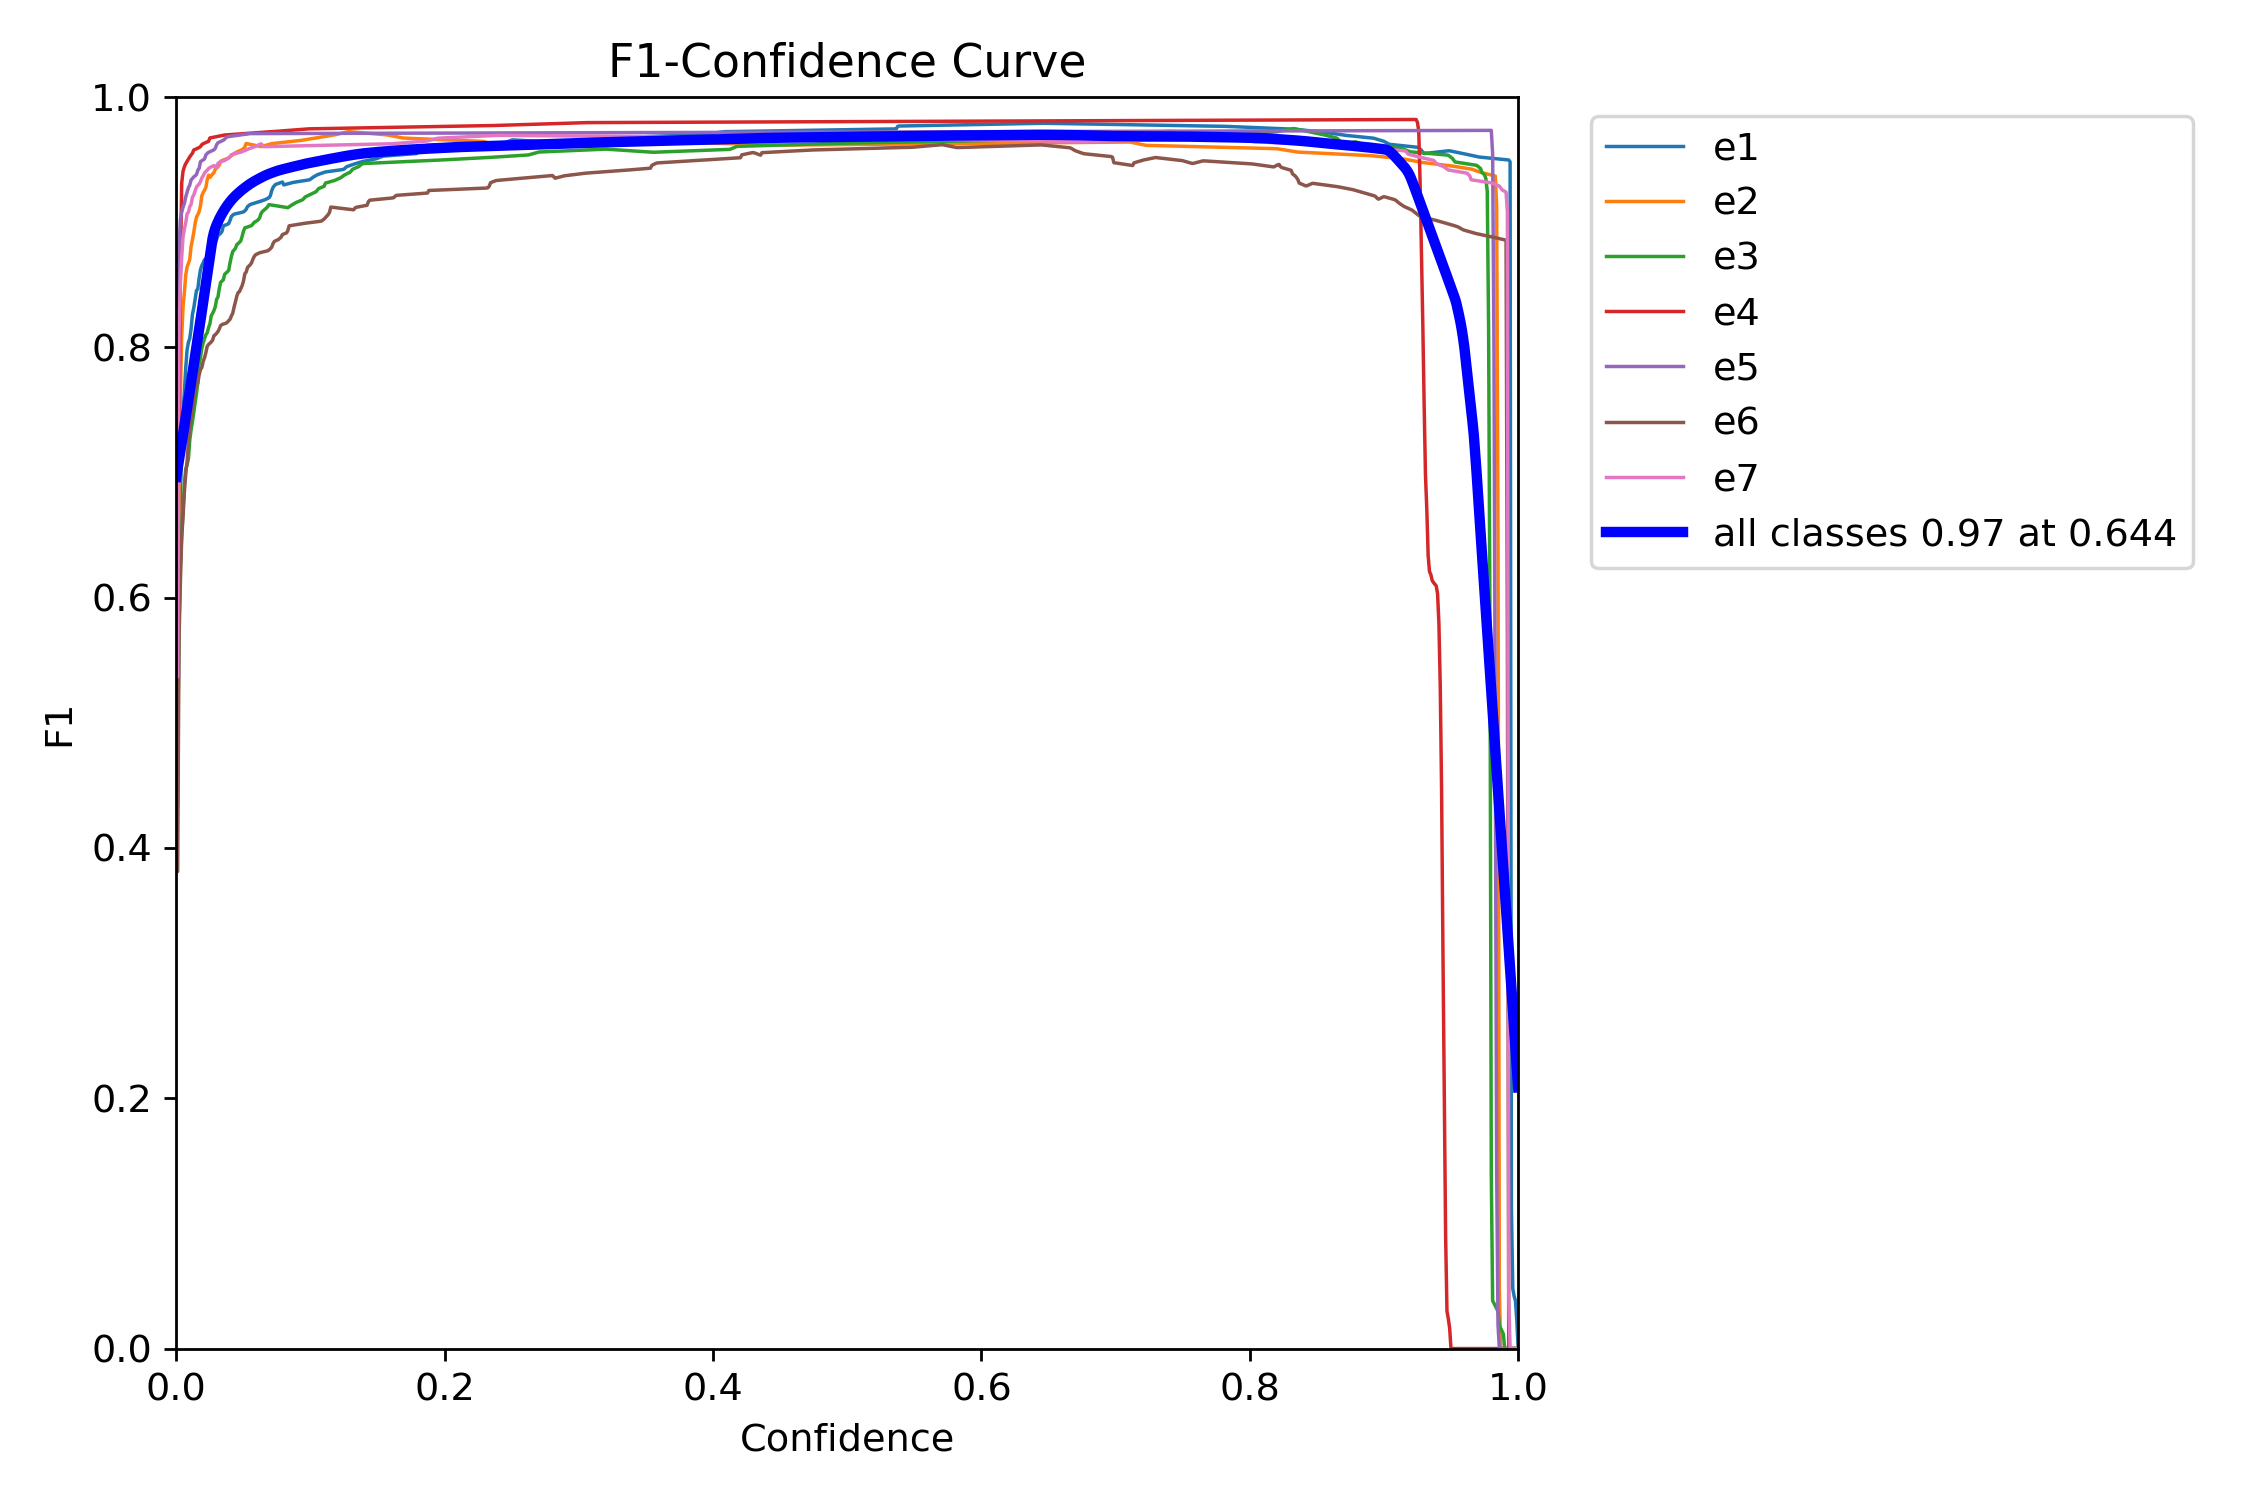 F1-Confidence Curve
1.0
0.8
0.6
0.4
0.2
0.0
F1
0.0 0.2 0.4 0.6 0.8 1.0
Confidence
e1
e2
e3
e4
e5
e6
e7
all classes 0.97 at 0.644